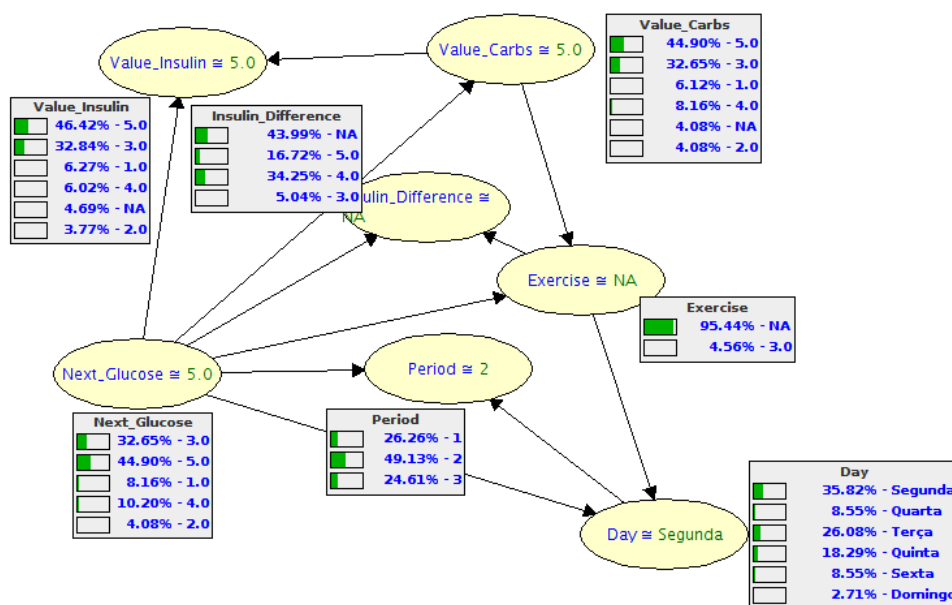 Value_Carbs
44.90% - 5.0
32.65% - 3.0
6.12% - 1.0
8.16% - 4.0
4.08% - NA
4.08% - 2.0
Value_Insulin ≅ 5.0
Value_Carbs ≅ 5.0
Value_Insulin
46.42% - 5.0
32.84% - 3.0
6.27% - 1.0
6.02% - 4.0
4.69% - NA
3.77% - 2.0
Insulin_Difference
43.99% - NA
16.72% - 5.0
34.25% - 4.0
5.04% - 3.0
ulin_Difference ≅
NA
Exercise ≅ NA
Exercise
95.44% - NA
4.56% - 3.0
Next_Glucose ≅ 5.0
Period ≅ 2
Next_Glucose
32.65% - 3.0
44.90% - 5.0
8.16% - 1.0
10.20% - 4.0
4.08% - 2.0
Period
26.26% - 1
49.13% - 2
24.61% - 3
Day ≅ Segunda
Day
35.82% - Segunda
8.55% - Quarta
26.08% - Terça
18.29% - Quinta
8.55% - Sexta
2.71% - Domingo